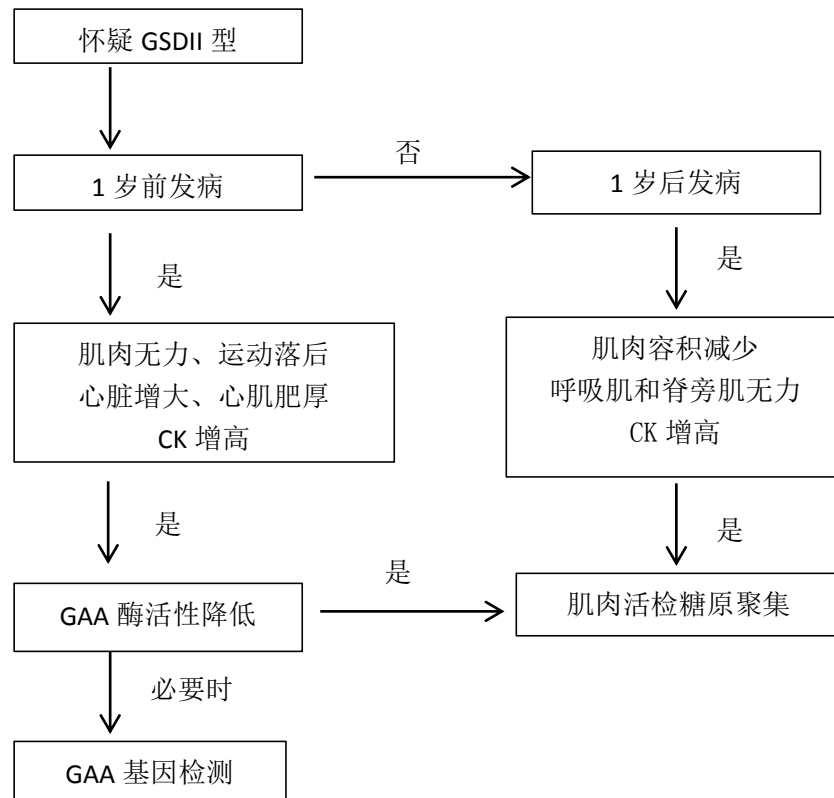 怀疑 GSDII 型
否
1 岁前发病
1 岁后发病
是
是
肌肉无力、运动落后
心脏增大、心肌肥厚
CK 增高
肌肉容积减少
呼吸肌和脊旁肌无力
CK 增高
是
是
是
GAA 酶活性降低
肌肉活检糖原聚集
必要时
GAA 基因检测